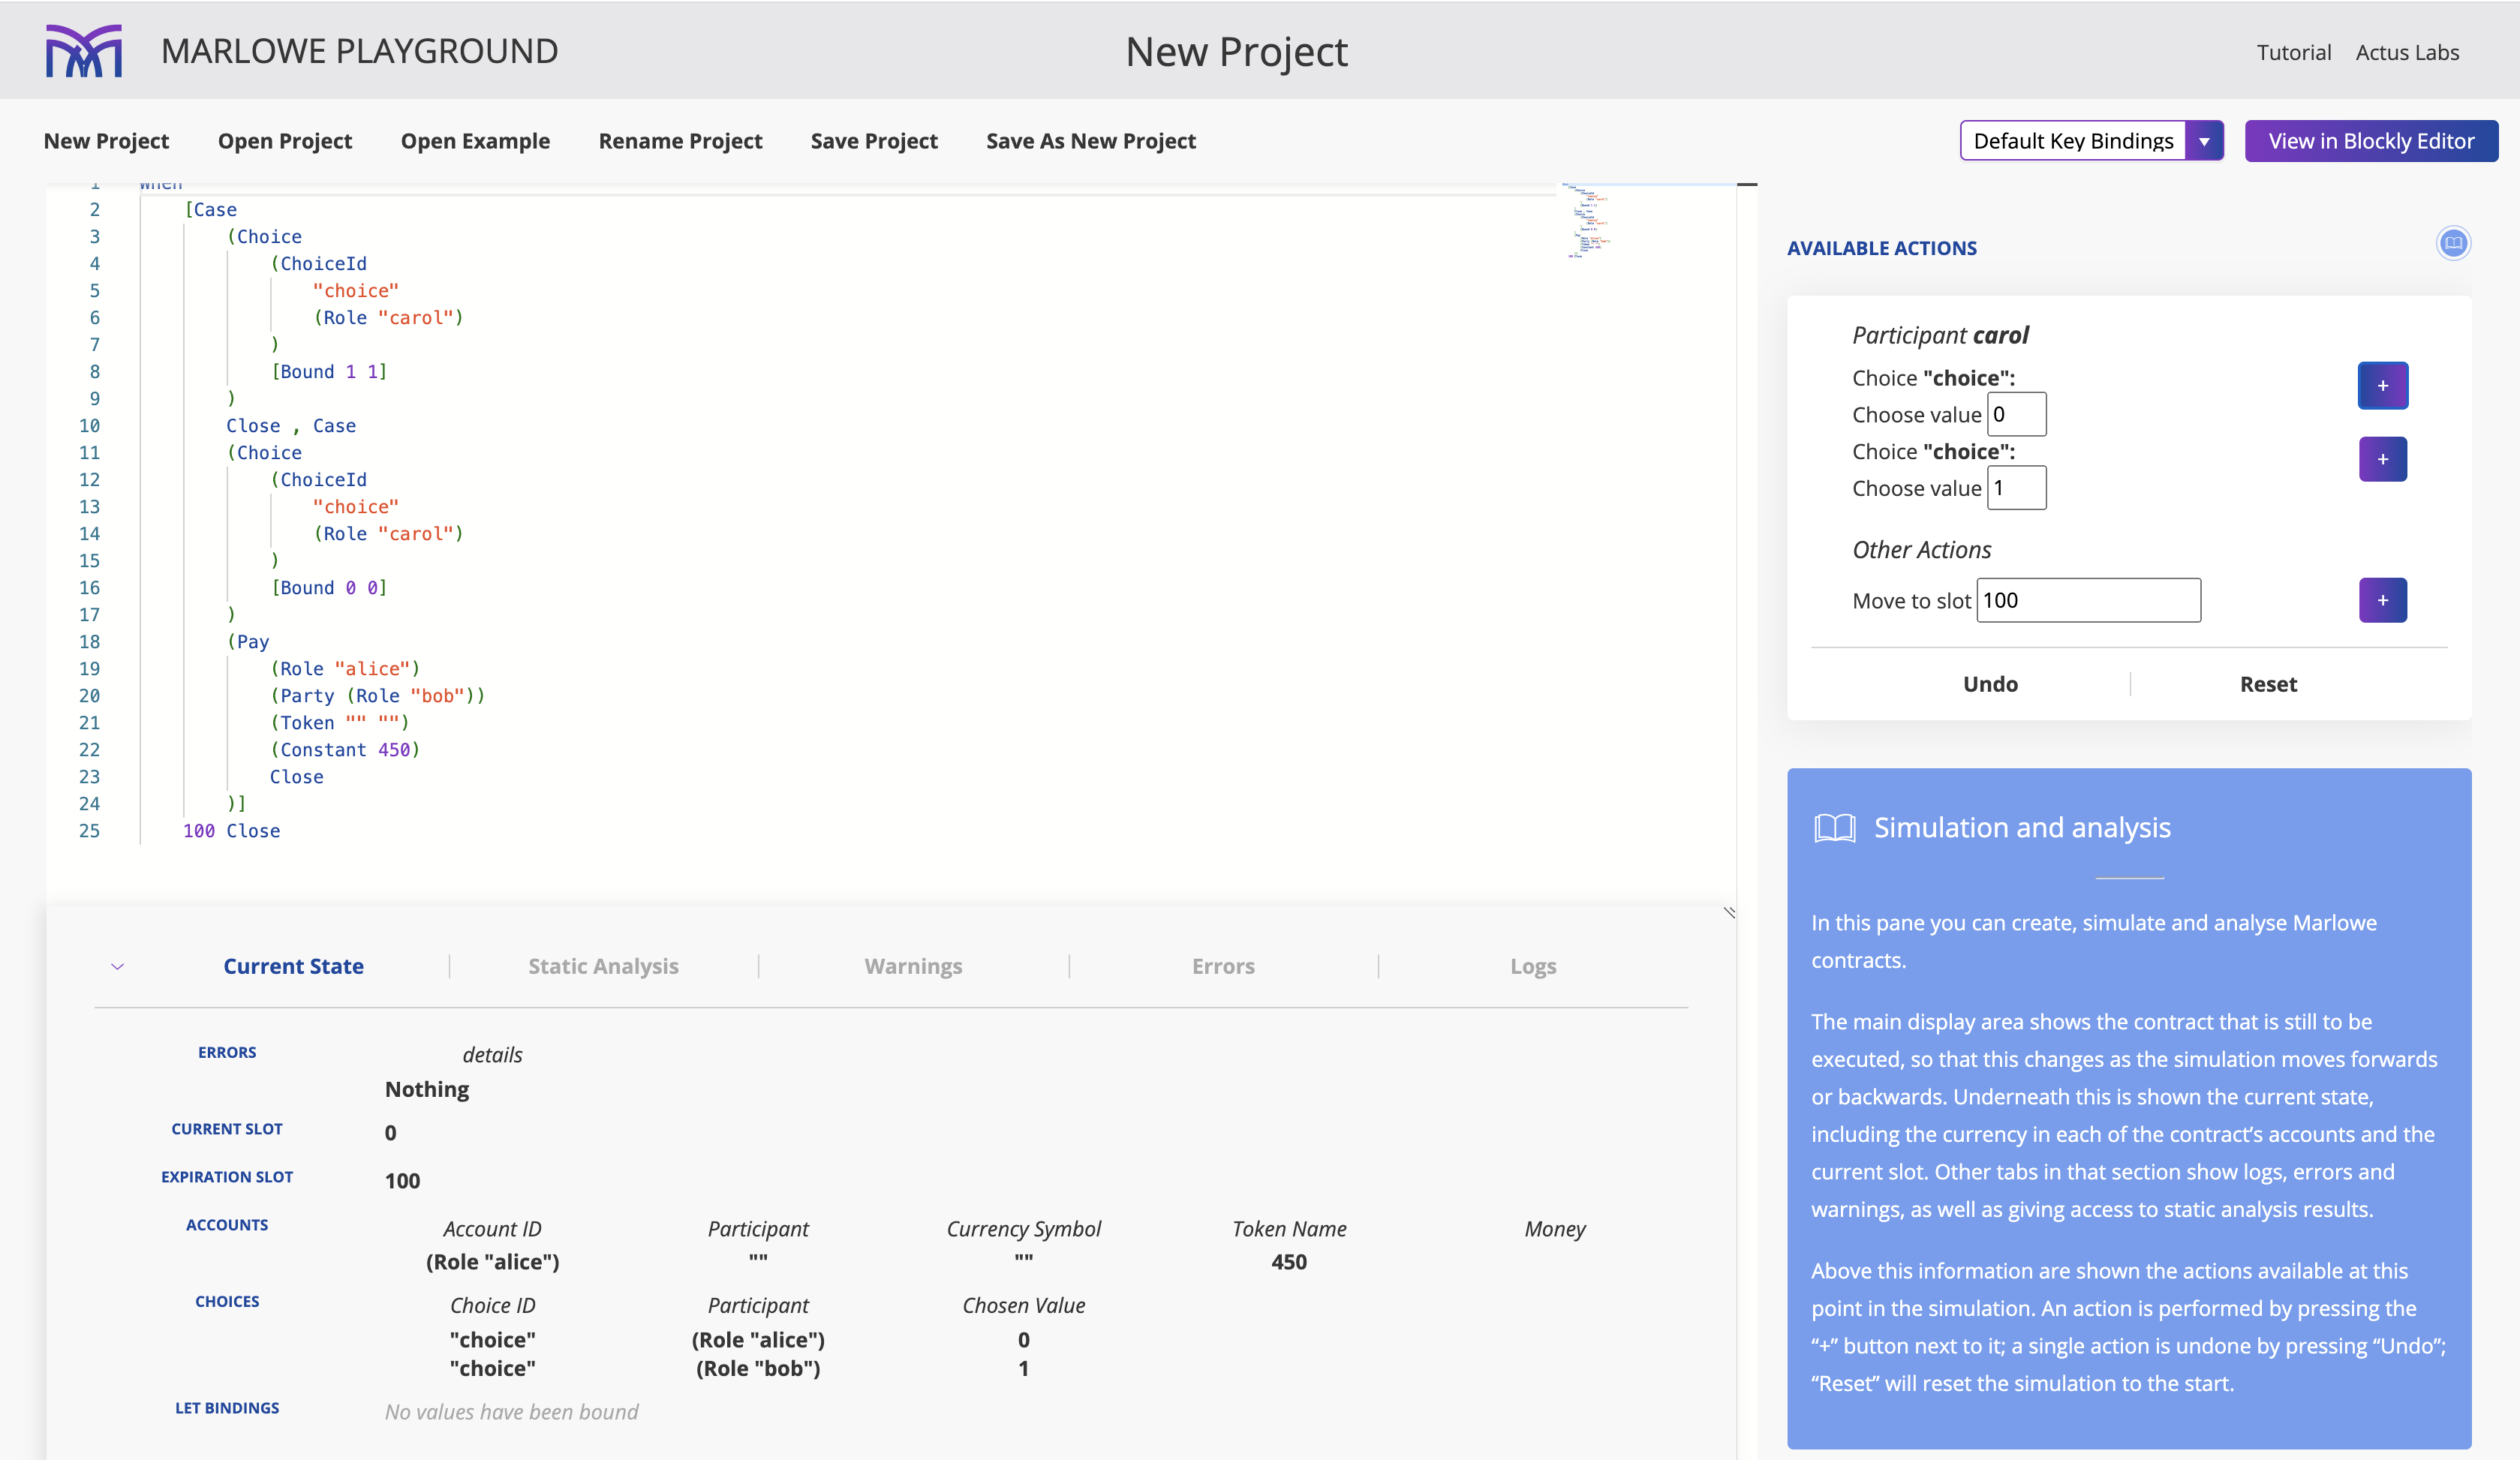 MARLOWE PLAYGROUND
New Project
Tutorial Actus Labs
New Project Open Project Open Example Rename Project Save Project Save As New Project
Default Key Bindings
View in Blockly Editor
1 When
2 [Case
3 (Choice
4 (ChoiceId
5 "choice"
6 (Role "carol")
7 )
8 [Bound 1 1]
9 )
10 Close , Case
11 (Choice
12 (ChoiceId
13 "choice"
14 (Role "carol")
15 )
16 [Bound 0 0]
17 )
18 (Pay
19 (Role "alice")
20 (Party (Role "bob"))
21 (Token "" "")
22 (Constant 450)
23 Close
24 )]
25 100 Close
AVAILABLE ACTIONS
Participant carol
Choice "choice":
Choose value 0
+
Choice "choice":
Choose value 1
+
Other Actions
Move to slot 100
+
Undo Reset
Simulation and analysis
In this pane you can create, simulate and analyse Marlowe
contracts.
The main display area shows the contract that is still to be
executed, so that this changes as the simulation moves forwards
or backwards. Underneath this is shown the current state,
including the currency in each of the contract's accounts and the
current slot. Other tabs in that section show logs, errors and
warnings, as well as giving access to static analysis results.
Above this information are shown the actions available at this
point in the simulation. An action is performed by pressing the
“+” button next to it; a single action is undone by pressing “Undo”;
“Reset” will reset the simulation to the start.
Current State Static Analysis Warnings Errors Logs
ERRORS details
Nothing
CURRENT SLOT 0
EXPIRATION SLOT 100
ACCOUNTS Account ID Participant Currency Symbol Token Name Money
(Role "alice") "" "" 450
CHOICES Choice ID Participant Chosen Value
"choice" (Role "alice") 0
"choice" (Role "bob") 1
LET BINDINGS No values have been bound